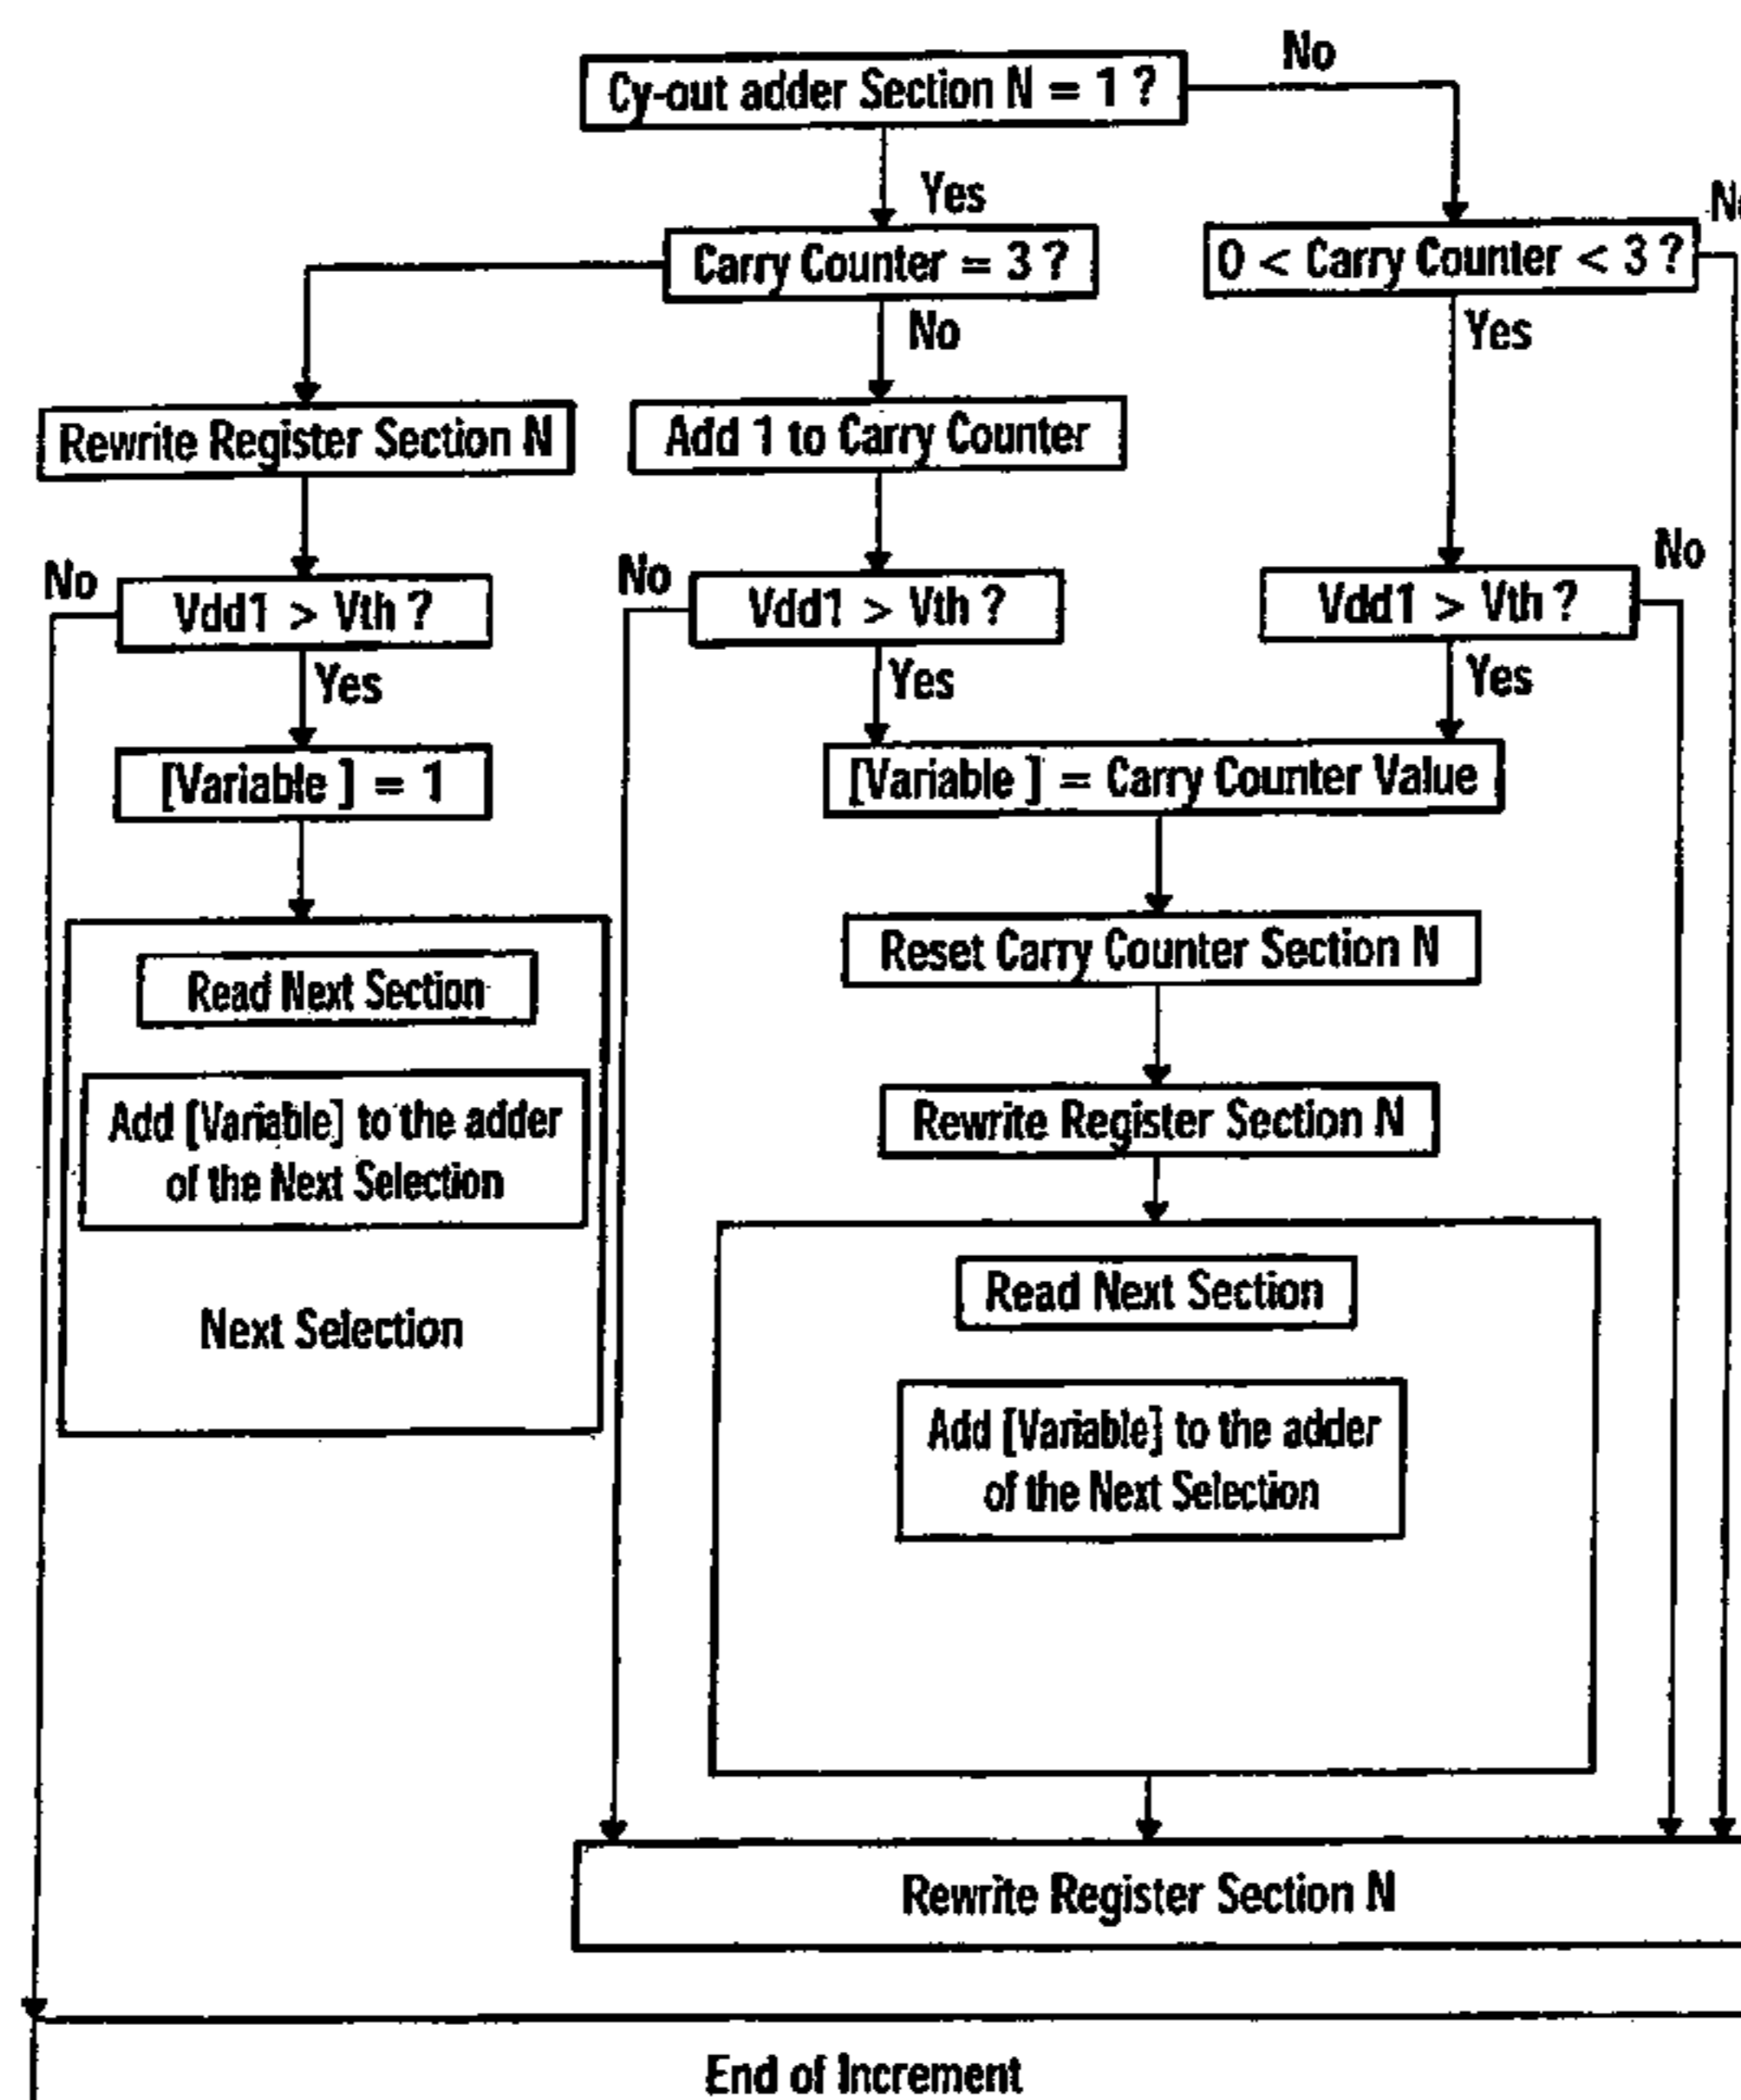 No
Cy-out adder Section N = 1 ?
Yes
No
Carry Counter = 3 ?
0 < Carry Counter < 3 ?
No
Yes
Rewrite Register Section N
Add 1 to Carry Counter
No
No
No
Vdd1 > Vth ?
Vdd1 > Vth ?
Vdd1 > Vth ?
Yes
Yes
Yes
[Variable ] = 1
[Variable ] = Carry Counter Value
Read Next Section
Reset Carry Counter Section N
Add [Variable] to the adder
of the Next Selection
Rewrite Register Section N
Next Selection
Read Next Section
Add [Variable] to the adder
of the Next Selection
Rewrite Register Section N
End of Increment